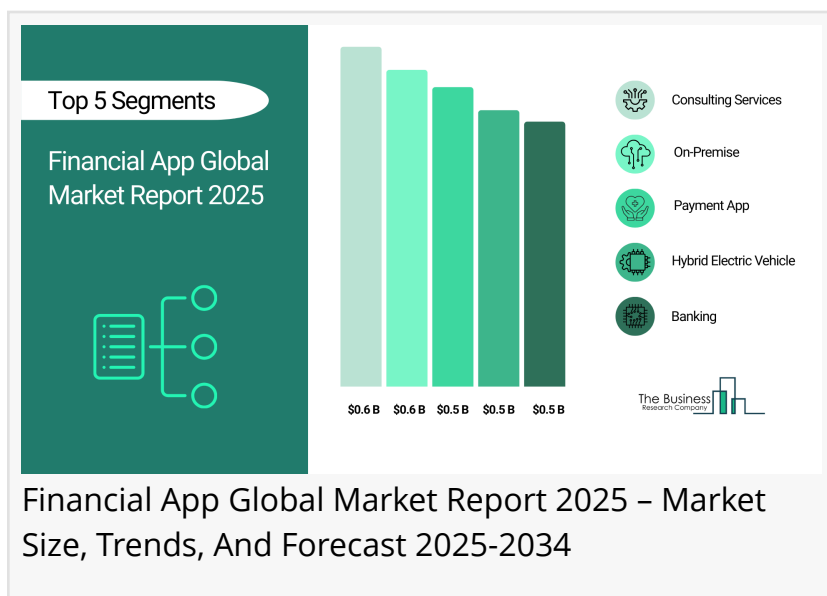 Top 5 Segments
Financial App Global
Market Report 2025
$0.6 B $0.6 B $0.5 B $0.5 B $0.5 B
Consulting Services
On-Premise
Payment App
Hybrid Electric Vehicle
Banking
The Business
Research Company
Financial App Global Market Report 2025 – Market
Size, Trends, And Forecast 2025-2034